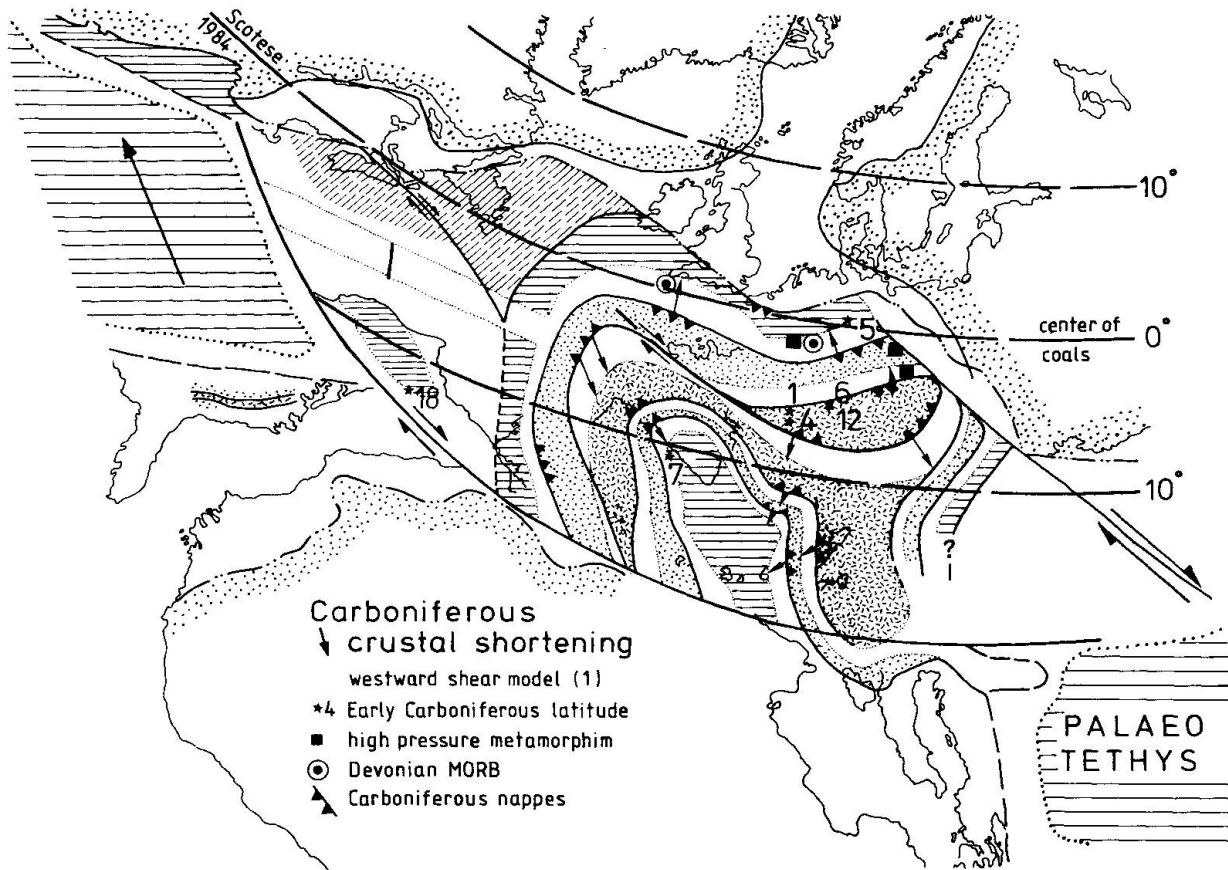 Scotese
1984
10°
0°
center of
coals
*5
1
6
*4
12
*18
*7
10°
?
PALAEO
TETHYS
Carboniferous
crustal shortening
westward shear model (1)
*4 Early Carboniferous latitude
high pressure metamorphim
Devonian MORB
Carboniferous nappes